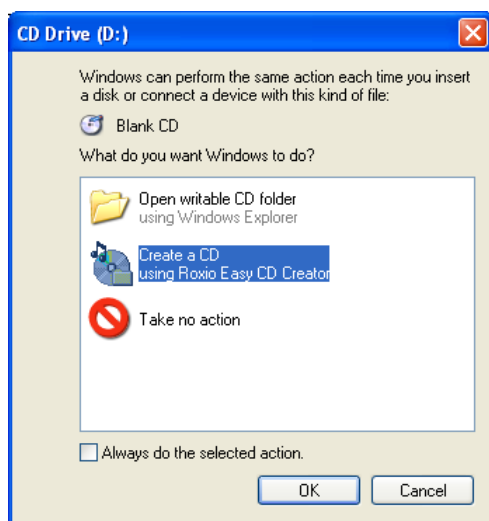 CD Drive (D:)
Windows can perform the same action each time you insert
a disk or connect a device with this kind of file:
Blank CD
What do you want Windows to do?
Open writable CD folder
using Windows Explorer
Create a CD
using Roxio Easy CD Creator
Take no action
Always do the selected action.
OK Cancel